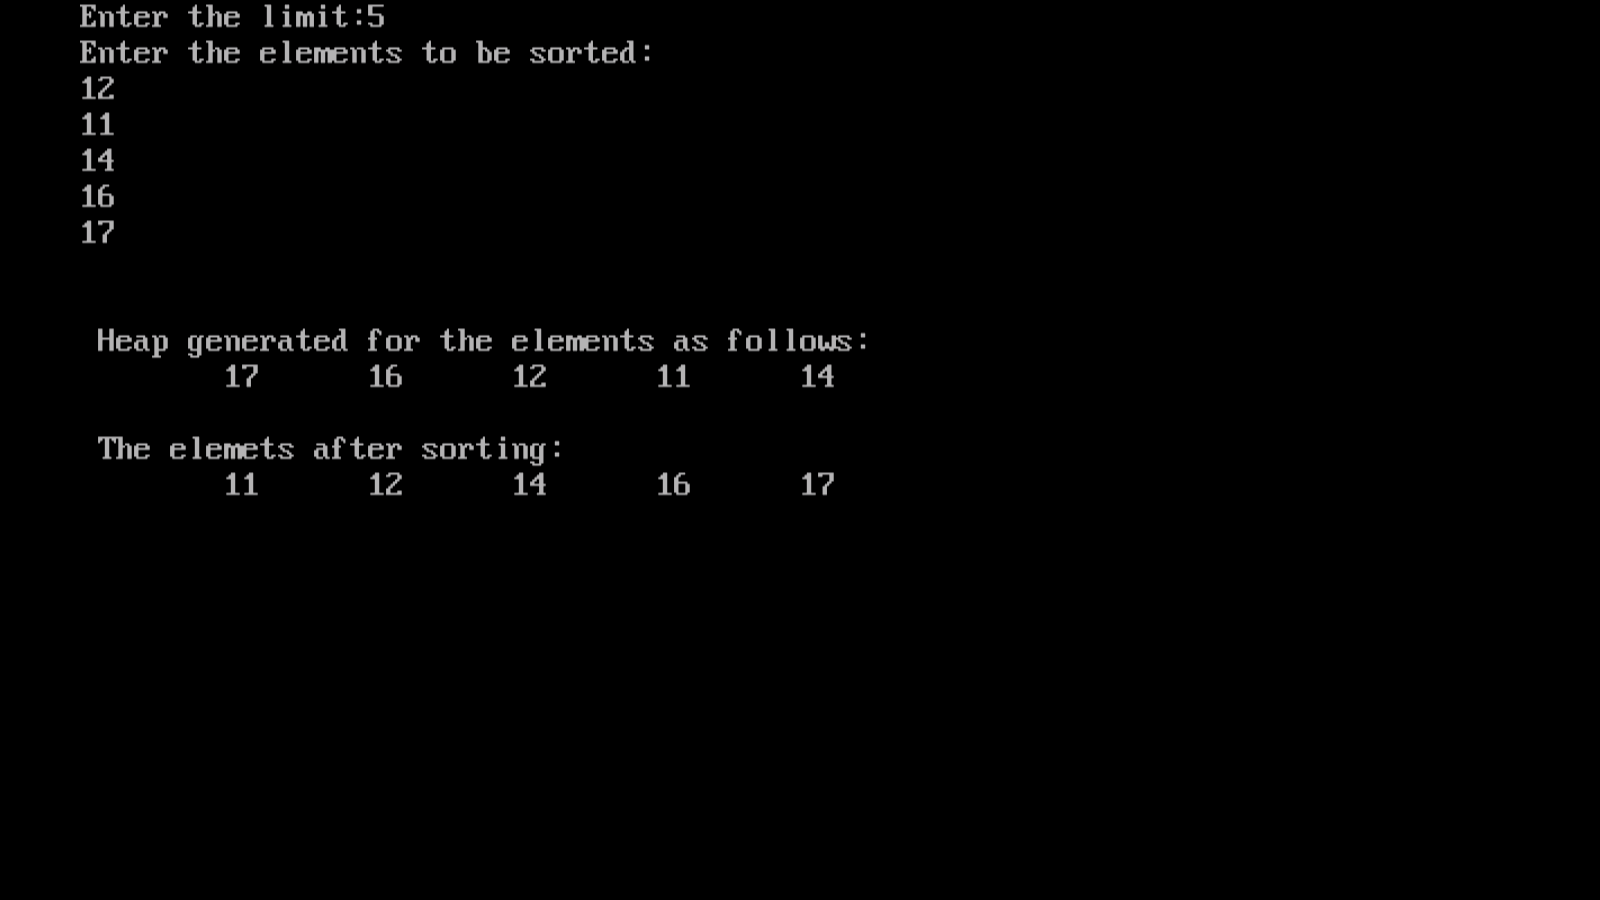 Enter the limit:5
Enter the elements to be sorted:
12
11
14
16
17
Heap generated for the elements as follows:
17 16 12 11 14
The elemets after sorting:
11 12 14 16 17